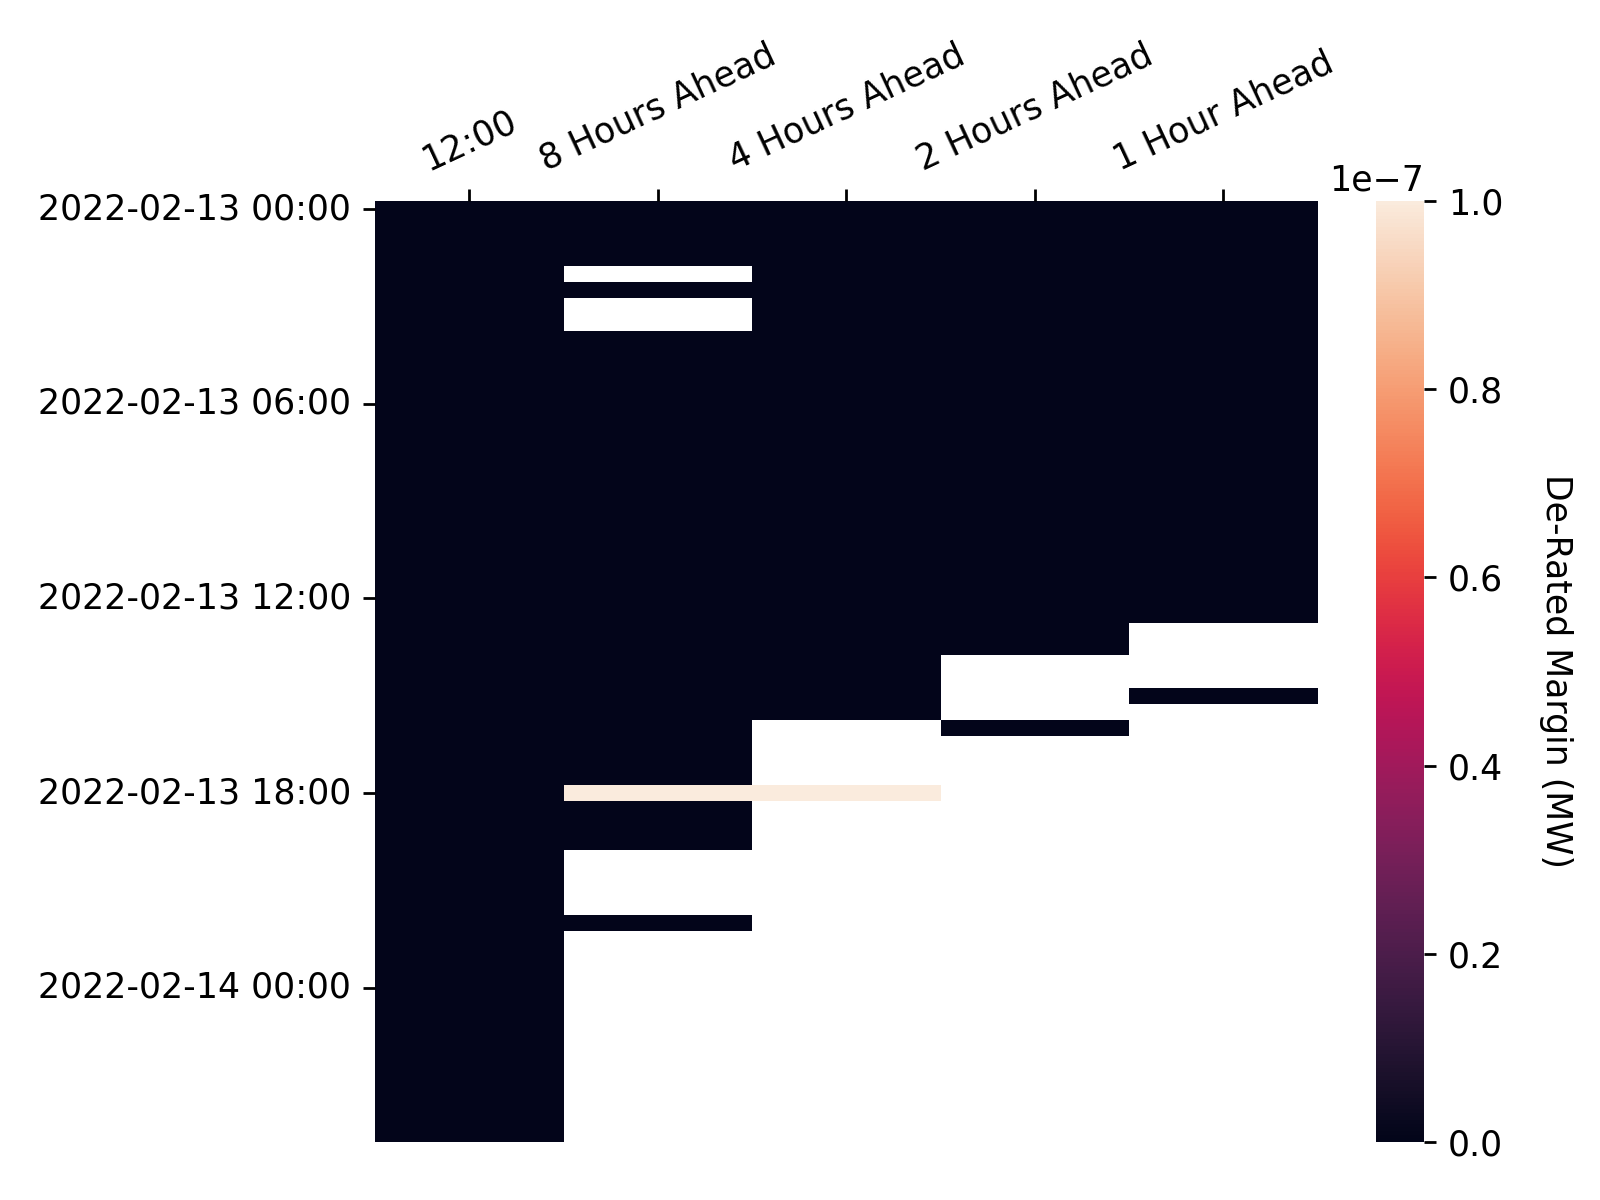 12:00
8 Hours Ahead
4 Hours Ahead
2 Hours Ahead
1 Hour Ahead
1e−7
2022-02-13 00:00
2022-02-13 06:00
2022-02-13 12:00
2022-02-13 18:00
2022-02-14 00:00
1.0
0.8
0.6
0.4
0.2
0.0
De-Rated Margin (MW)